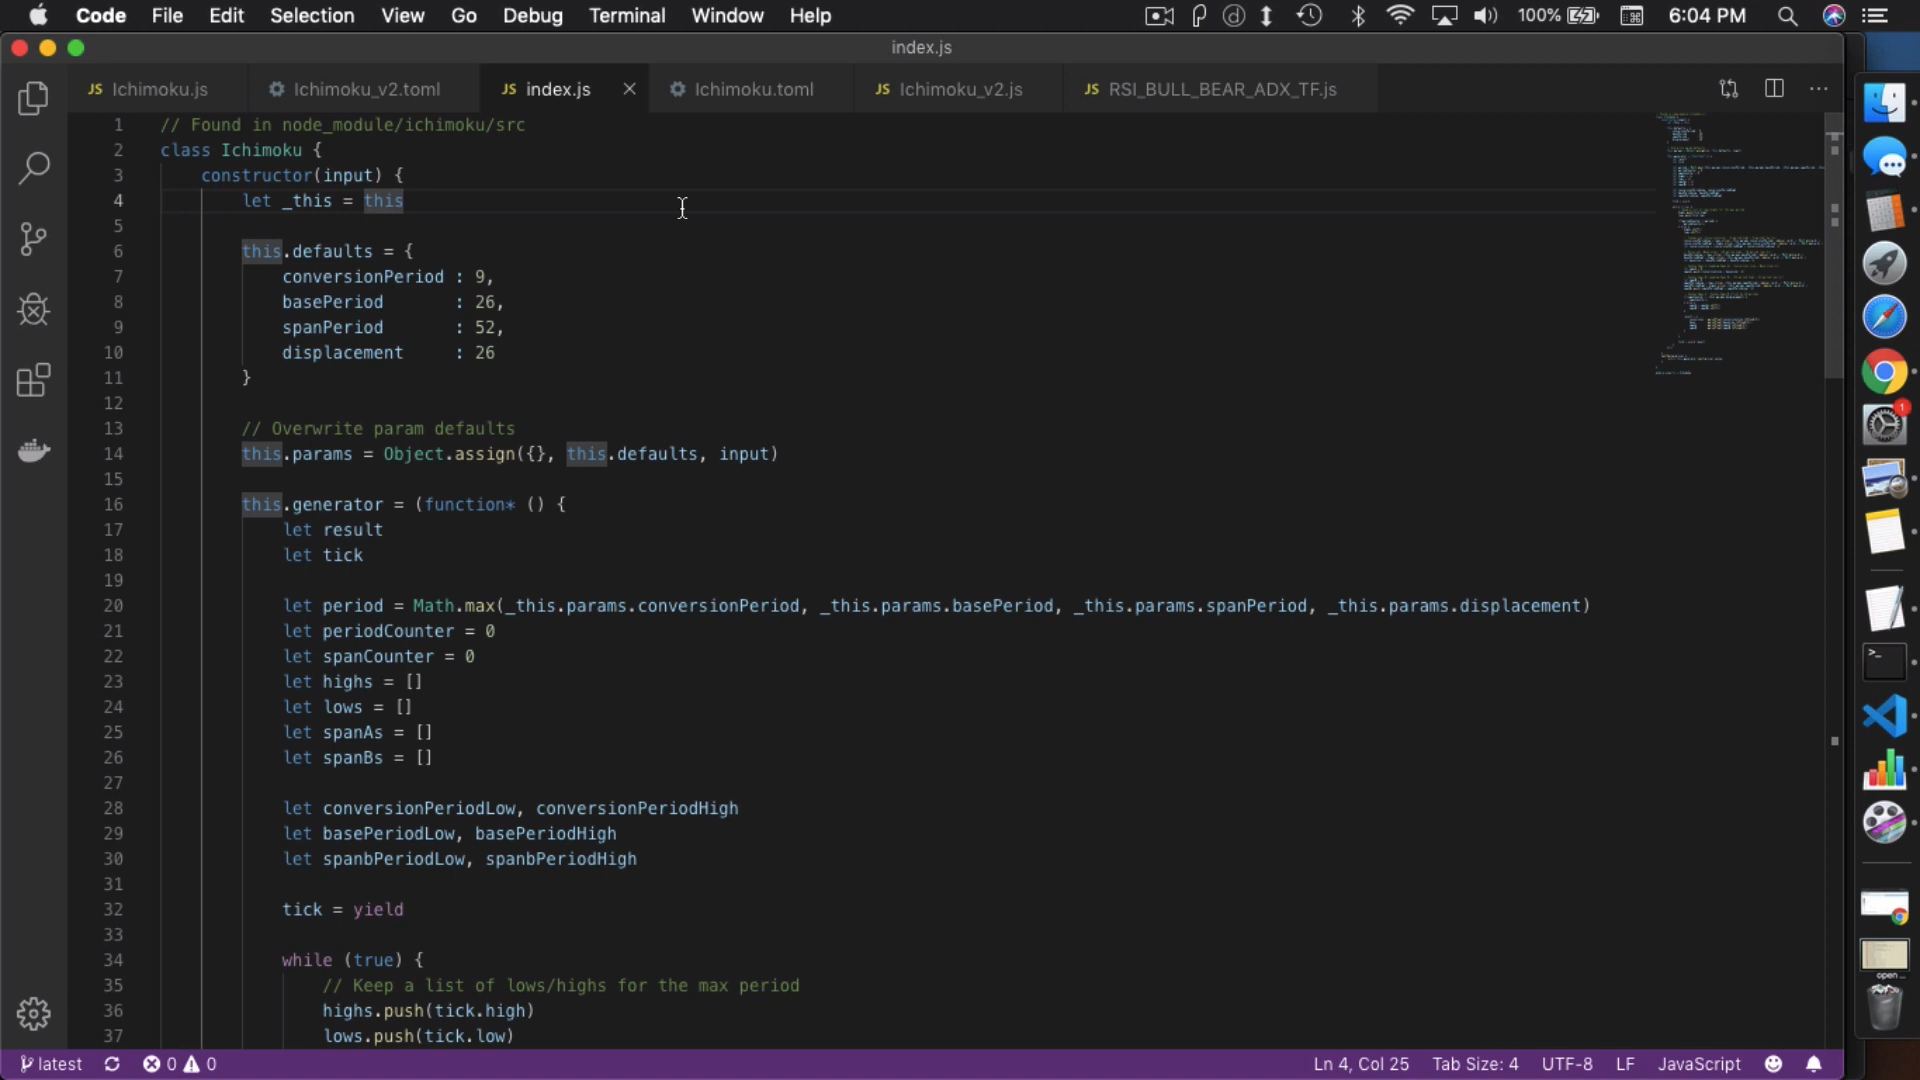 Code File Edit Selection View Go Debug Terminal Window Help 100% 6:04 PM
index.js
JS Ichimoku.js Ichimoku_v2.toml JS index.js Ichimoku.toml JS Ichimoku_v2.js JS RSI_BULL_BEAR_ADX_TF.js
1 // Found in node_module/ichimoku/src
2 class Ichimoku {
3 constructor(input) {
4 let _this = this
5
6 this.defaults = {
7 conversionPeriod : 9,
8 basePeriod : 26,
9 spanPeriod : 52,
10 displacement : 26
11 }
12
13 // Overwrite param defaults
14 this.params = Object.assign({}, this.defaults, input)
15
16 this.generator = (function* () {
17 let result
18 let tick
19
20 let period = Math.max(_this.params.conversionPeriod, _this.params.basePeriod, _this.params.spanPeriod, _this.params.displacement)
21 let periodCounter = 0
22 let spanCounter = 0
23 let highs = []
24 let lows = []
25 let spanAs = []
26 let spanBs = []
27
28 let conversionPeriodLow, conversionPeriodHigh
29 let basePeriodLow, basePeriodHigh
30 let spanbPeriodLow, spanbPeriodHigh
31
32 tick = yield
33
34 while (true) {
35 // Keep a list of lows/highs for the max period
36 highs.push(tick.high)
37 lows.push(tick.low)
latest 0 0 Ln 4, Col 25 Tab Size: 4 UTF-8 LF JavaScript
1
open...